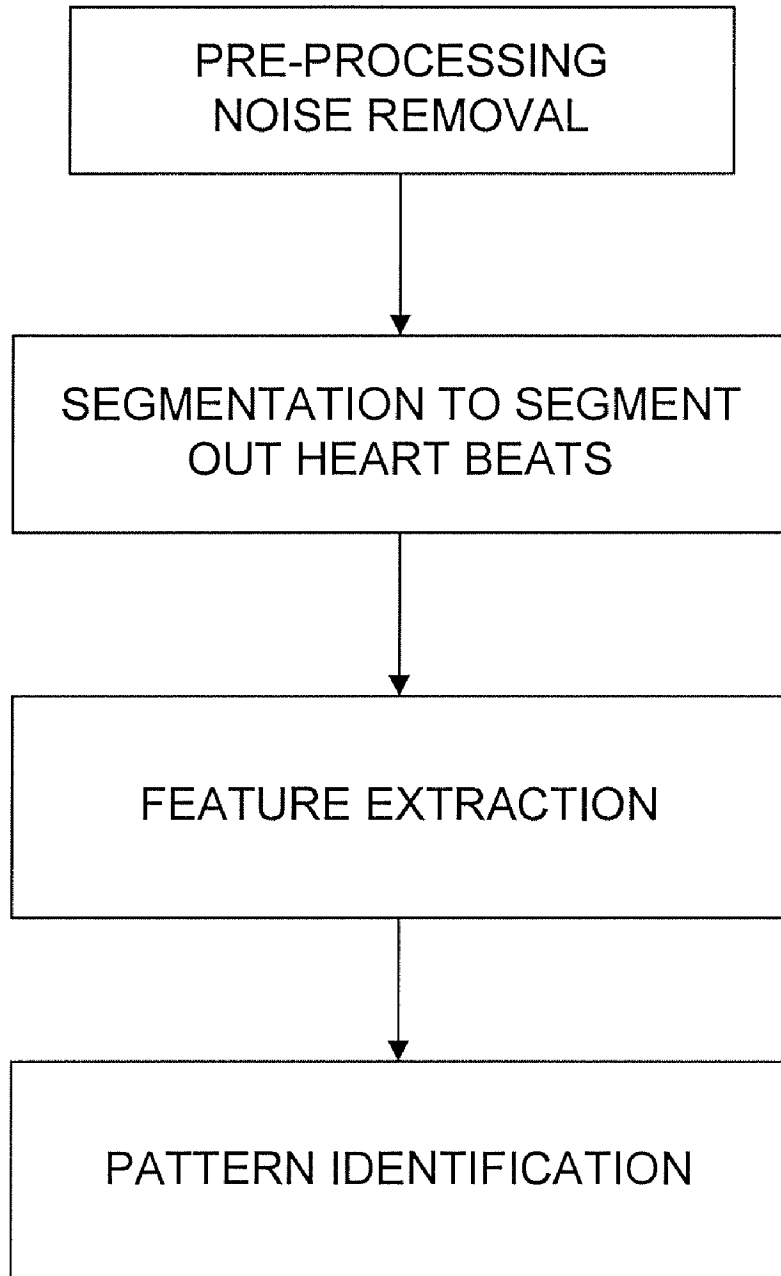 PRE-PROCESSING
NOISE REMOVAL
SEGMENTATION TO SEGMENT
OUT HEART BEATS
FEATURE EXTRACTION
PATTERN IDENTIFICATION